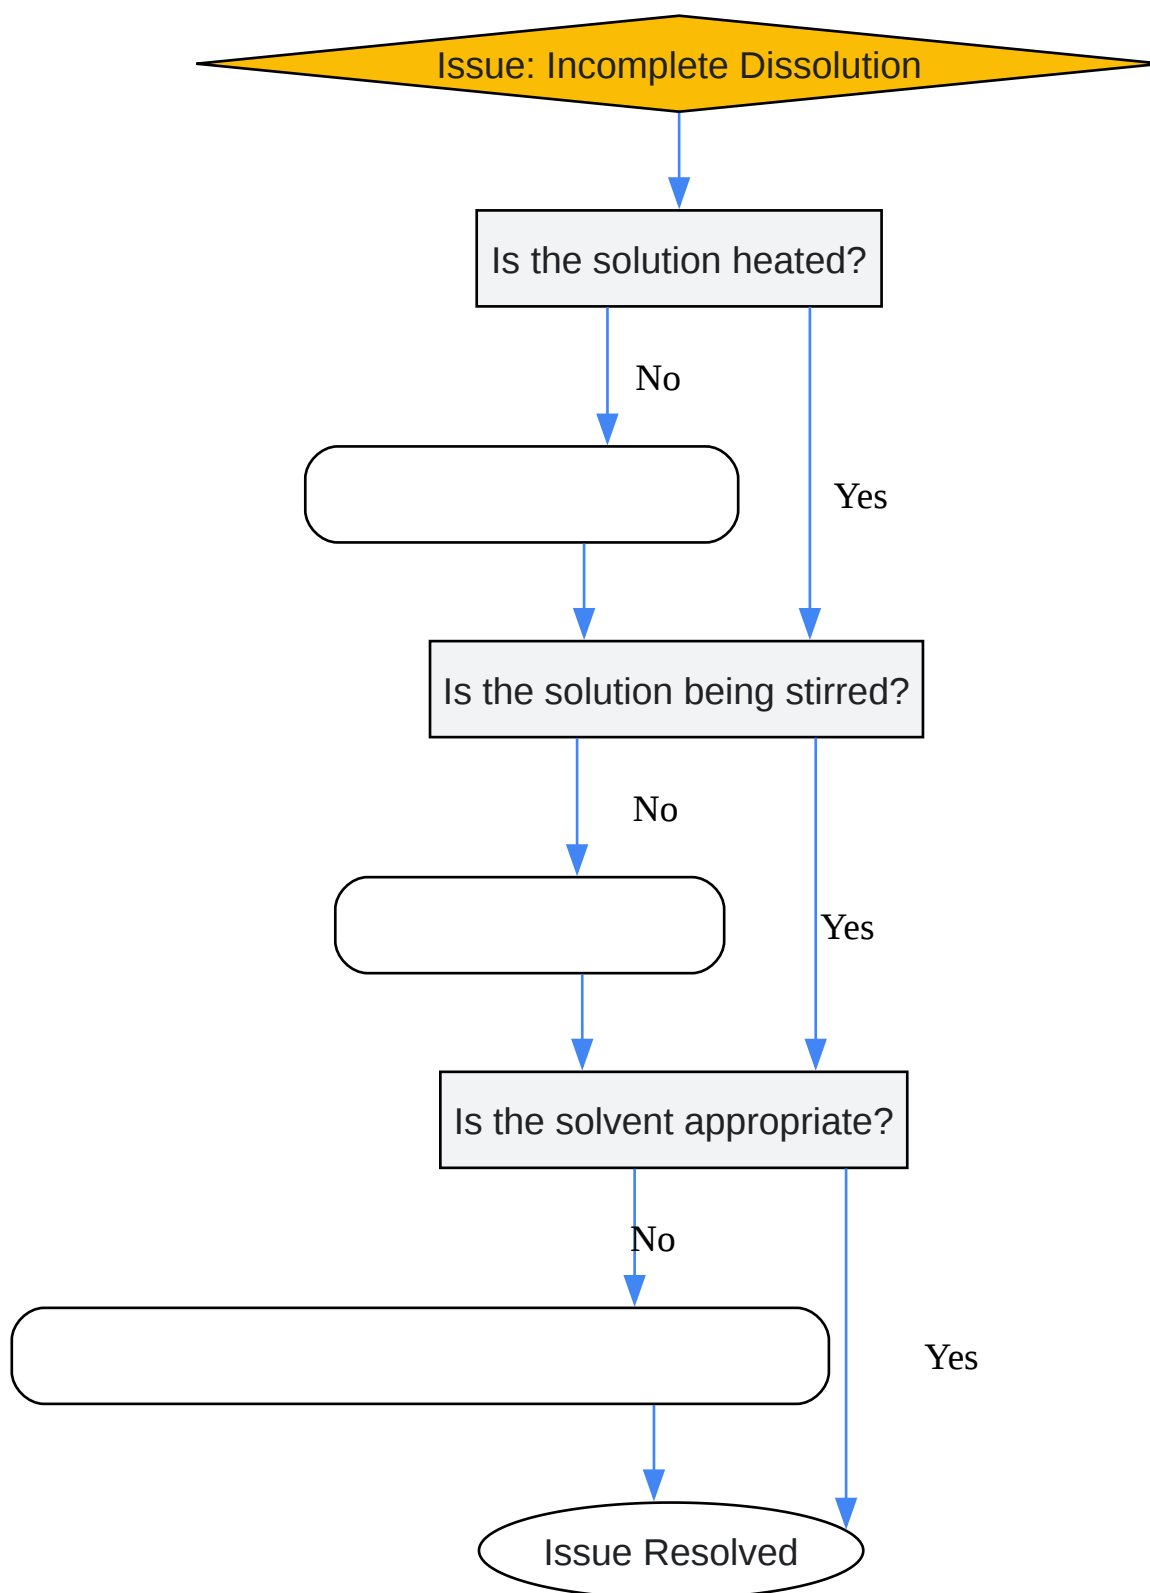 Issue: Incomplete Dissolution
Is the solution heated?
No
Yes
Is the solution being stirred?
No
Yes
Is the solvent appropriate?
No
Yes
Issue Resolved